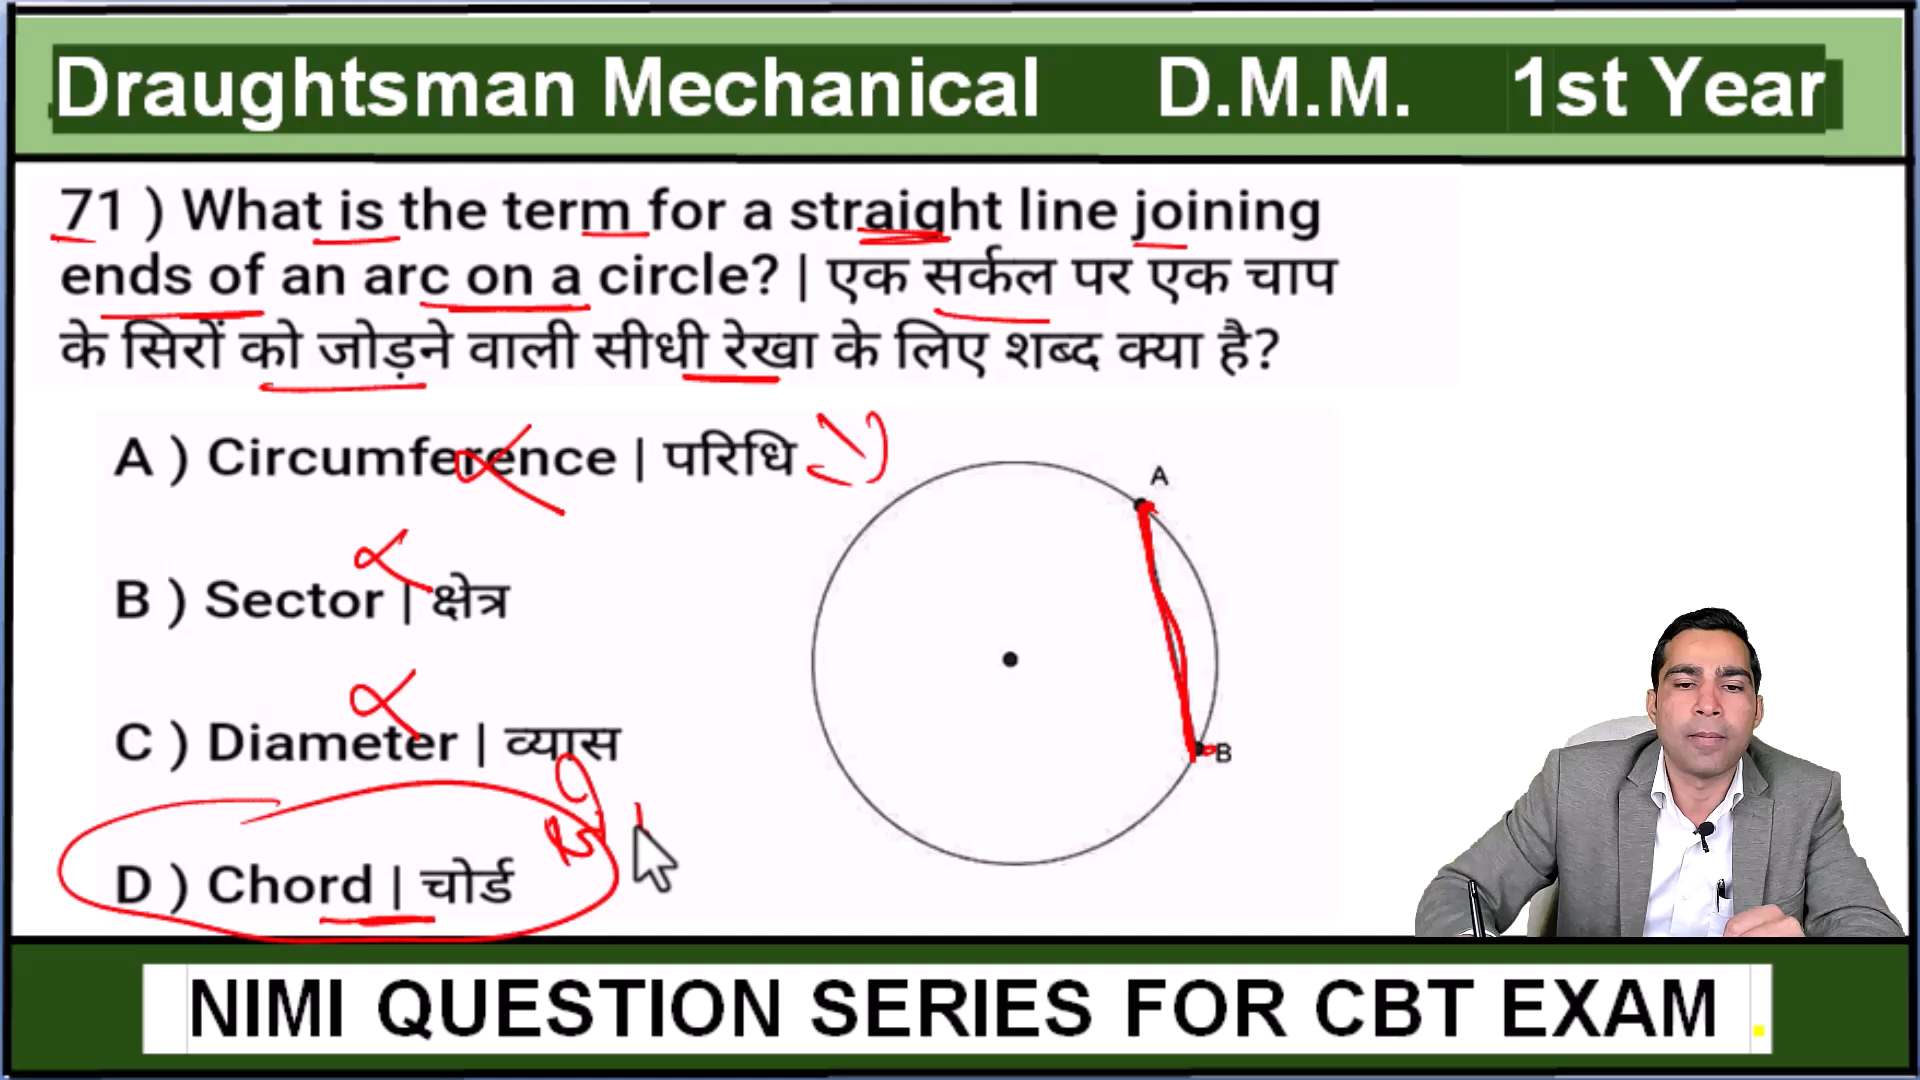 Draughtsman Mechanical D.M.M. 1st Year
71 ) What is the term for a straight line joining
ends of an arc on a circle? | एक सर्कल पर एक चाप
के सिरों को जोड़ने वाली सीधी रेखा के लिए शब्द क्या है?
A ) Circumference | परिधि
B ) Sector | क्षेत्र
C ) Diameter | व्यास
D ) Chord | चोर्ड
A
B
NIMI QUESTION SERIES FOR CBT EXAM .